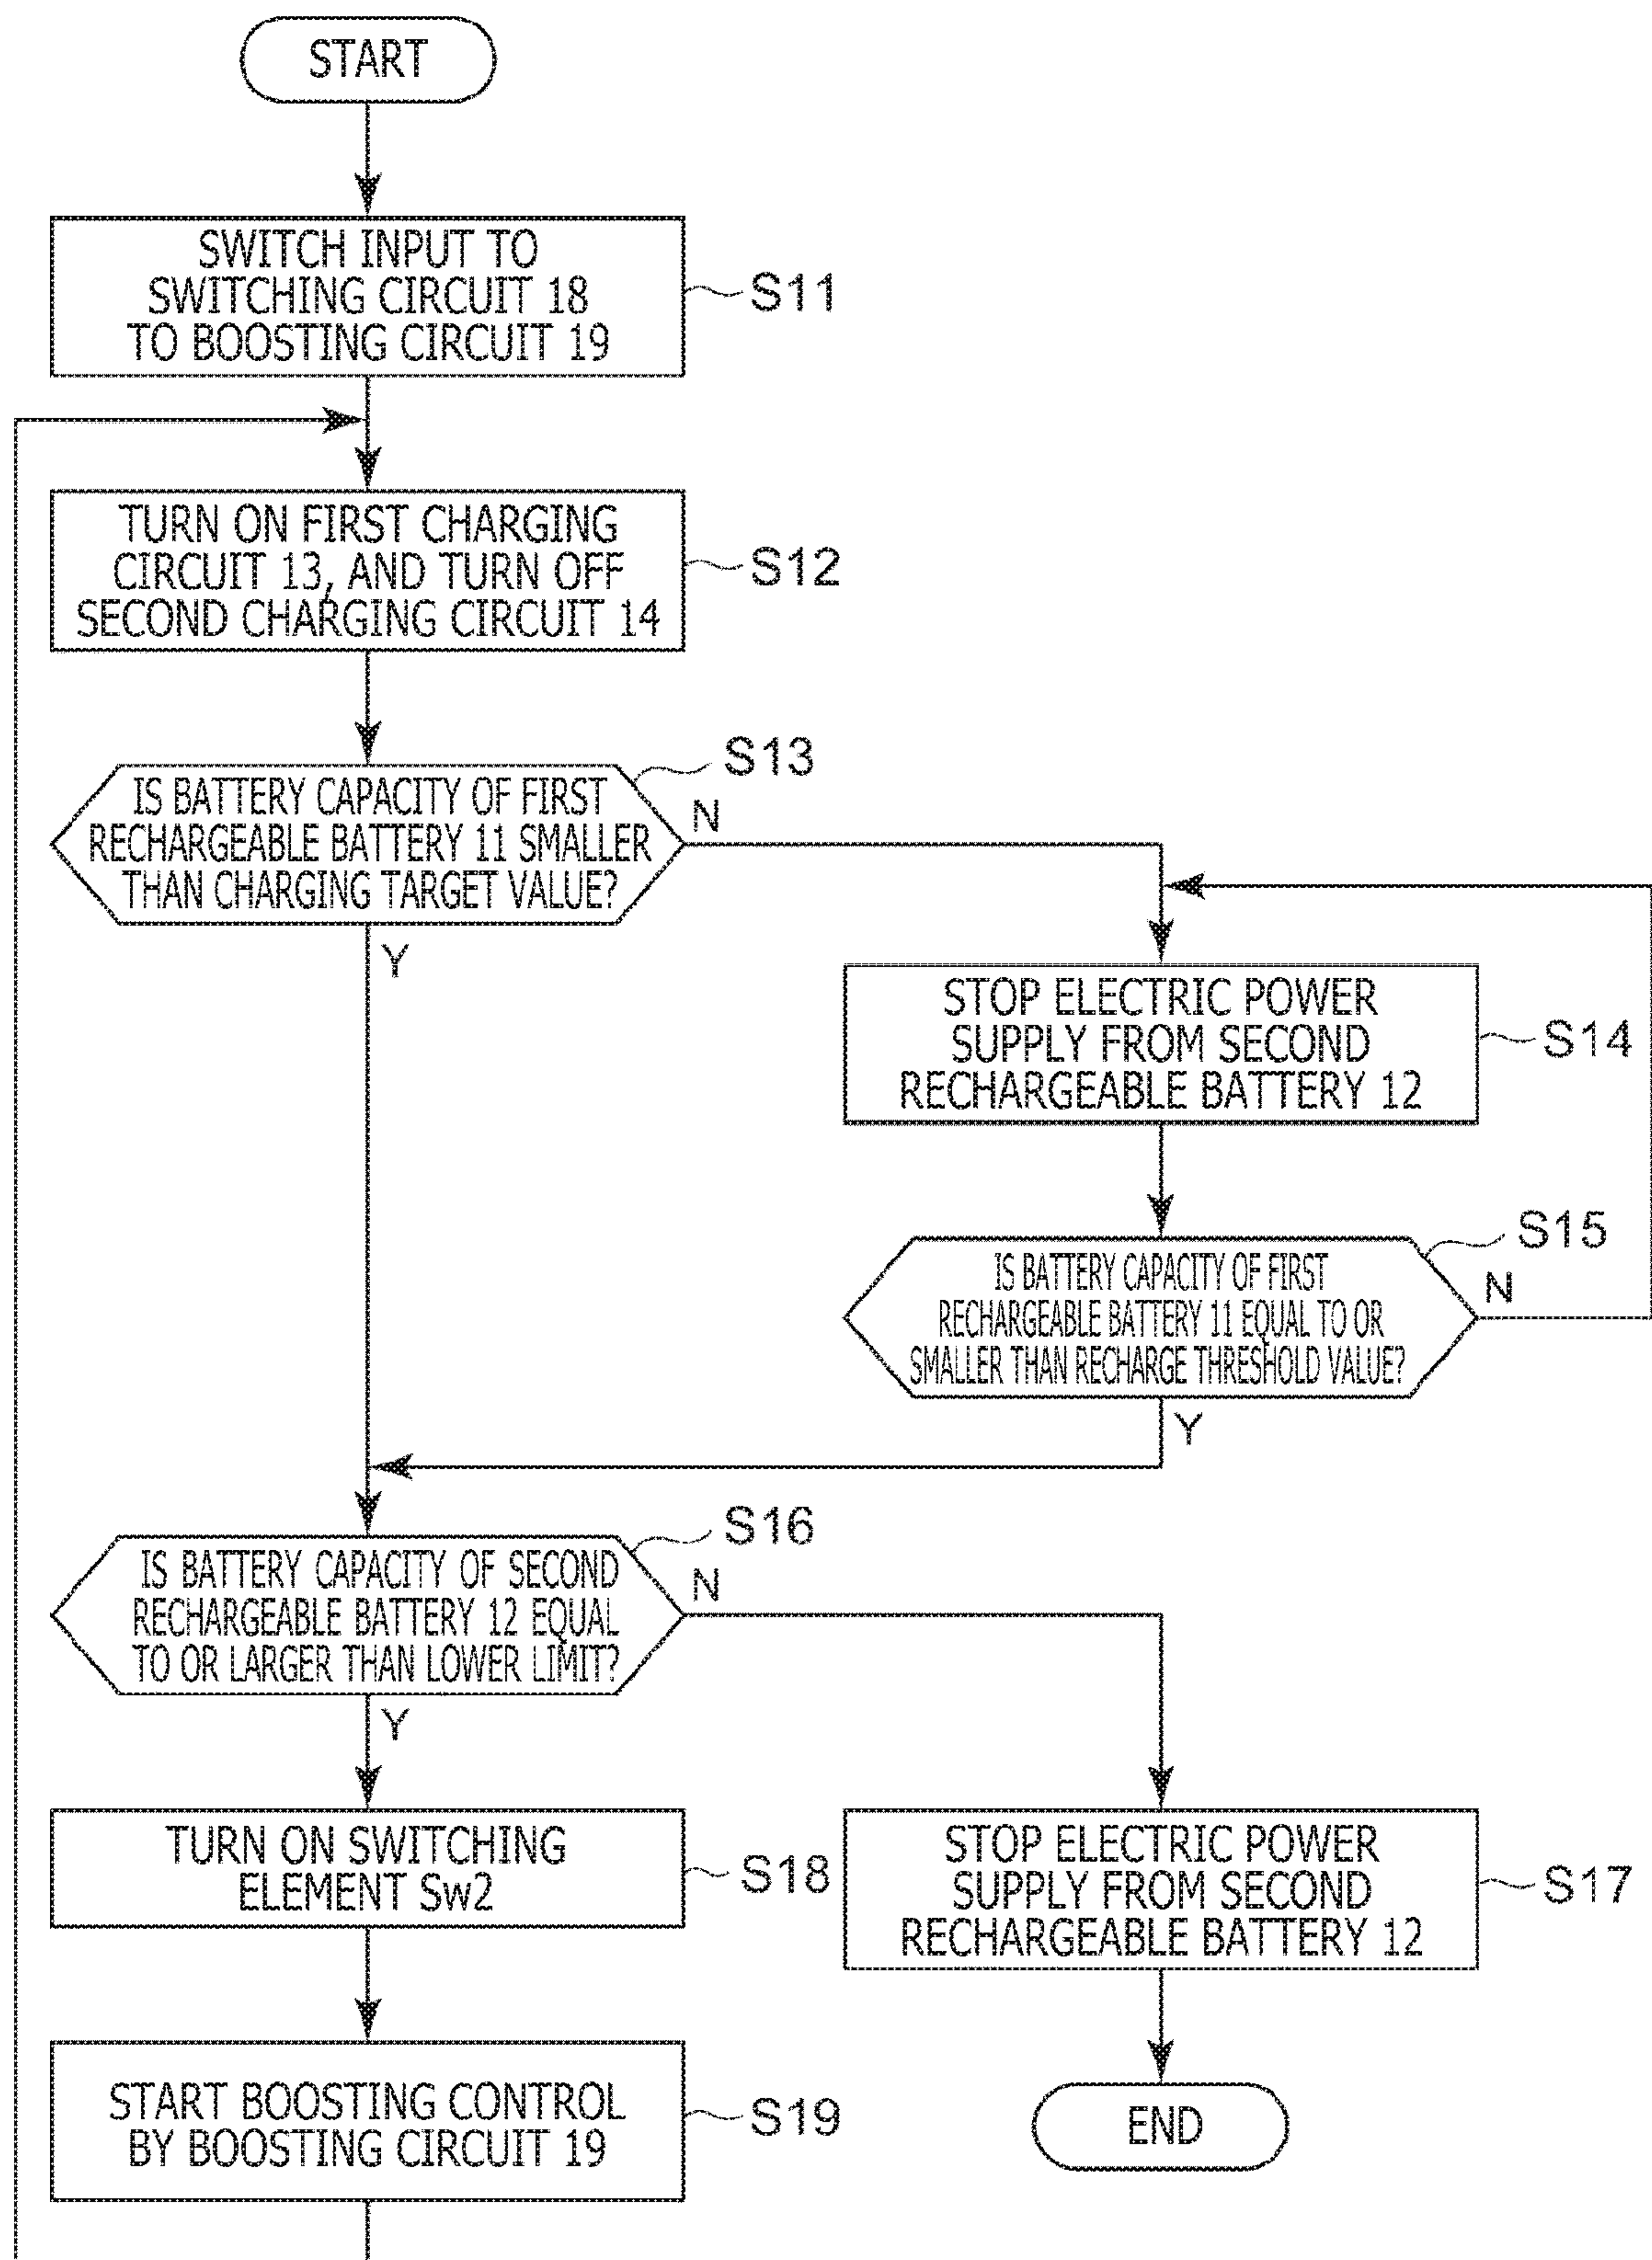 START
SWITCH INPUT TO
SWITCHING CIRCUIT 18
TO BOOSTING CIRCUIT 19
S11
TURN ON FIRST CHARGING
CIRCUIT 13, AND TURN OFF
SECOND CHARGING CIRCUIT 14
S12
S13
IS BATTERY CAPACITY OF FIRST
RECHARGEABLE BATTERY 11 SMALLER
THAN CHARGING TARGET VALUE?
N
Y
STOP ELECTRIC POWER
SUPPLY FROM SECOND
RECHARGEABLE BATTERY 12
S14
S15
IS BATTERY CAPACITY OF FIRST
RECHARGEABLE BATTERY 11 EQUAL TO OR
SMALLER THAN RECHARGE THRESHOLD VALUE?
N
Y
S16
IS BATTERY CAPACITY OF SECOND
RECHARGEABLE BATTERY 12 EQUAL
TO OR LARGER THAN LOWER LIMIT?
N
Y
TURN ON SWITCHING
ELEMENT Sw2
S18
STOP ELECTRIC POWER
SUPPLY FROM SECOND
RECHARGEABLE BATTERY 12
S17
START BOOSTING CONTROL
BY BOOSTING CIRCUIT 19
S19
END